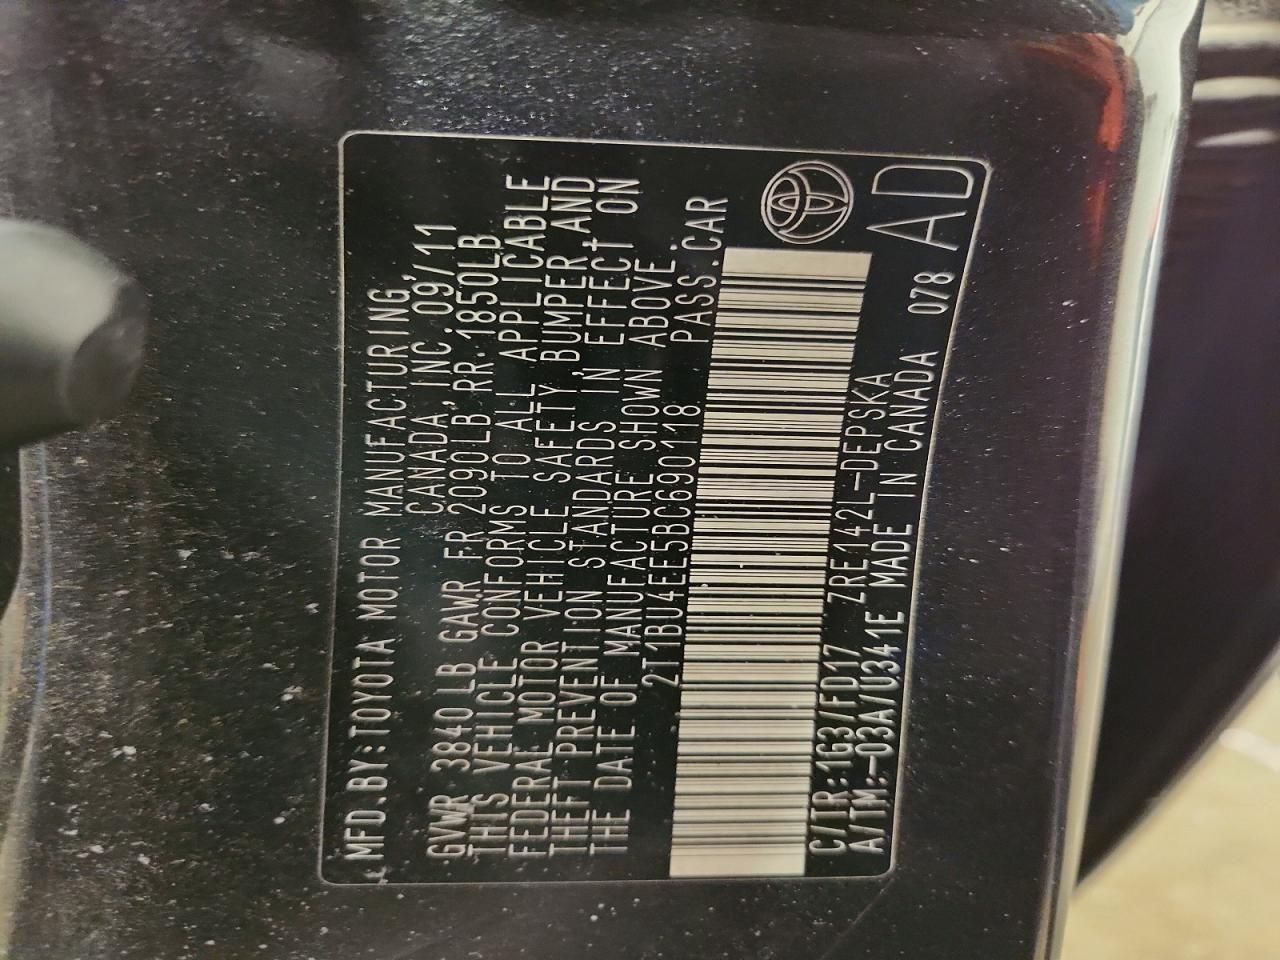 MFD.BY:TOYOTA MOTOR MANUFACTURING,
CANADA,INC.09/11
GVWR 3840LB GAWR FR 2090LB,RR.1850LB
THIS VEHICLE CONFORMS TO ALL APPLICABLE
FEDERAL MOTOR VEHICLE SAFETY,BUMPER,AND
THEFT PREVENTION STANDARDS IN EFFECT ON
THE DATE OF MANUFACTURE SHOWN ABOVE.
2T1BU4EE5BC690118 PASS.CAR
C/TR:1G3/FD17 ZRE142L-DEPSKA
A/TM:-03A/U341E MADE IN CANADA 078
AD